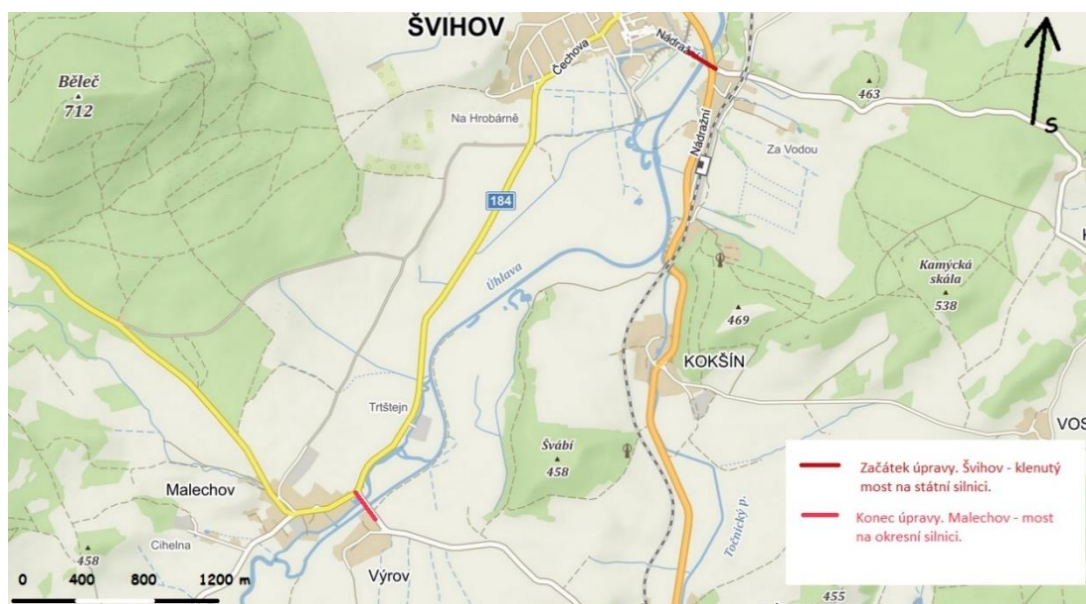 ŠVIHOV
Nádražní
Čechova
Běleč
712
463
S
Na Hrobárně
Nádražní
Za Vodou
184
Úhlava
Kamýcká
skála
538
469
KOKŠÍN
Trtštejn
VOS
Švábí
458
Začátek úpravy. Švihov - klenutý
most na státní silnici.
Malechov
Točnický p.
Konec úpravy. Malechov - most
na okresní silnici.
Cihelna
458
Výrov
0 400 800 1200 m
455